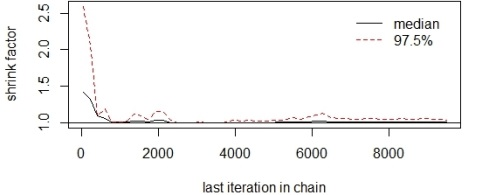 shrink factor
1.0 1.5 2.0 2.5
median
97.5%
0 2000 4000 6000 8000
last iteration in chain